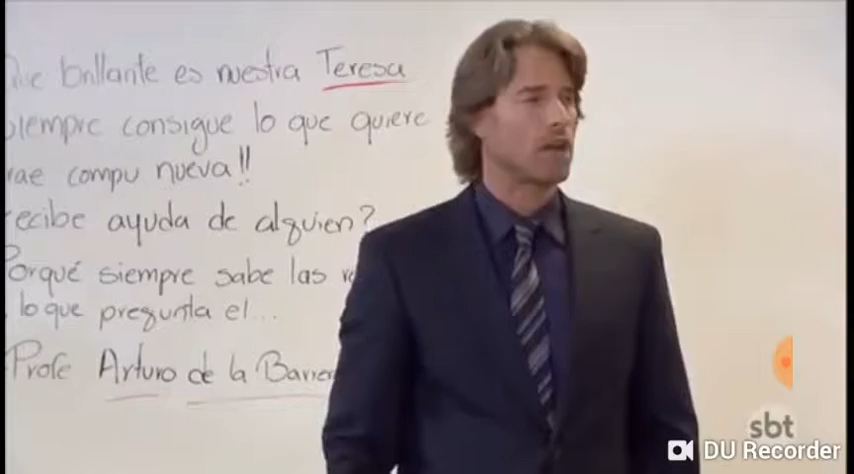 que brillante es nuestra Teresa
siempre consigue lo que quiere
rae compu nueva!!
ecibe ayuda de alguien?
Porqué siempre sabe las
lo que pregunta el...
Profe Arturo de la Barrer
sbt
DU Recorder